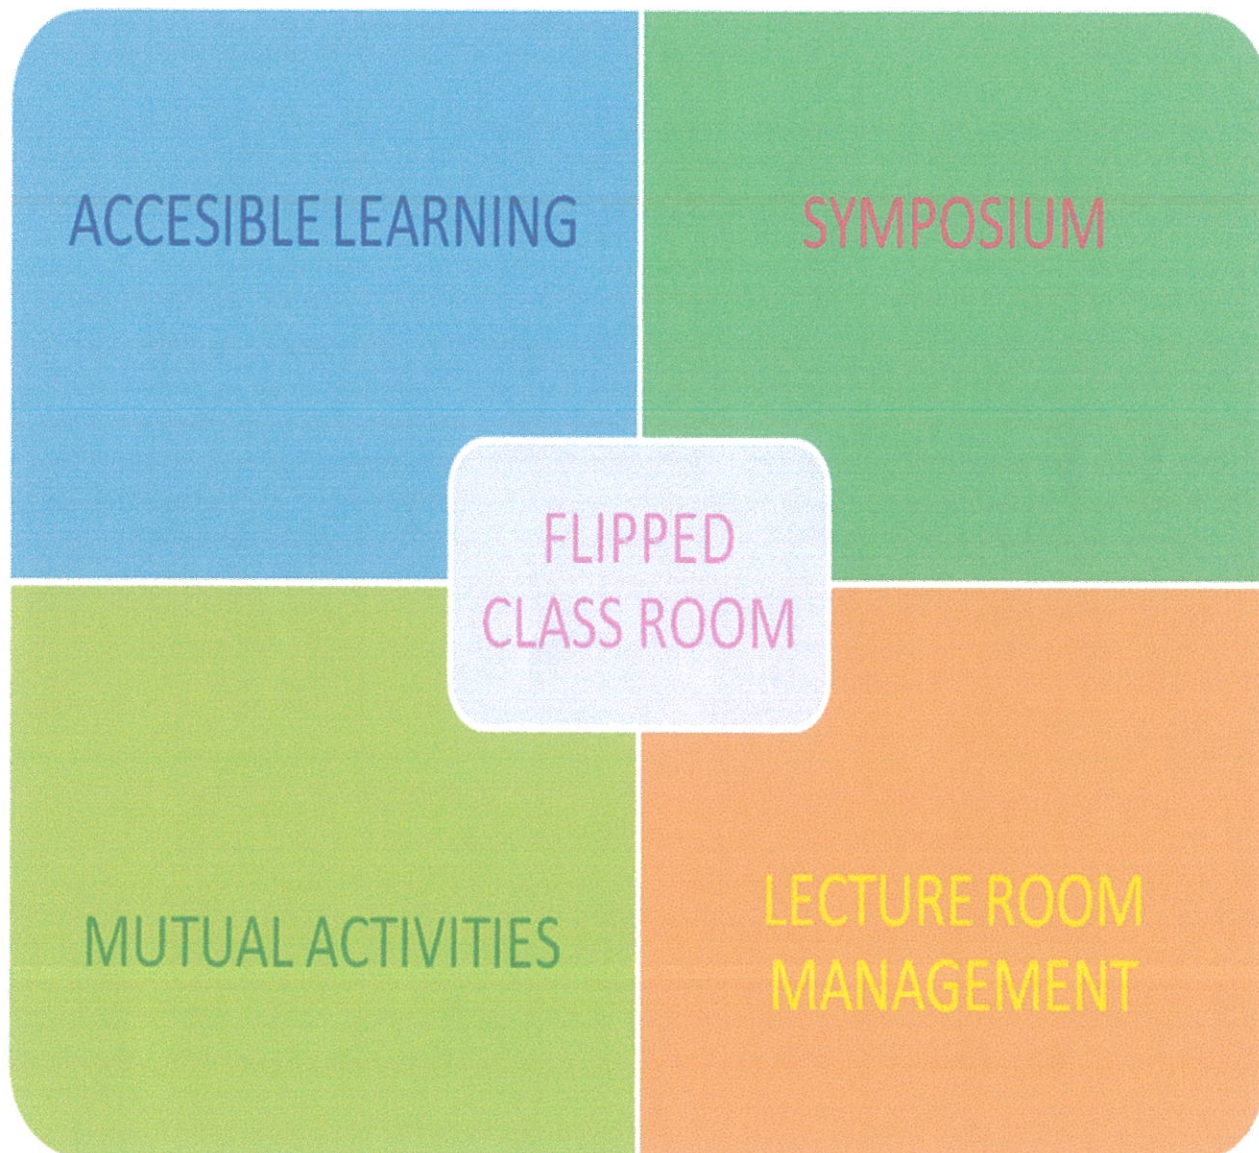 ACCESIBLE LEARNING
SYMPOSIUM
FLIPPED
CLASS ROOM
MUTUAL ACTIVITIES
LECTURE ROOM
MANAGEMENT